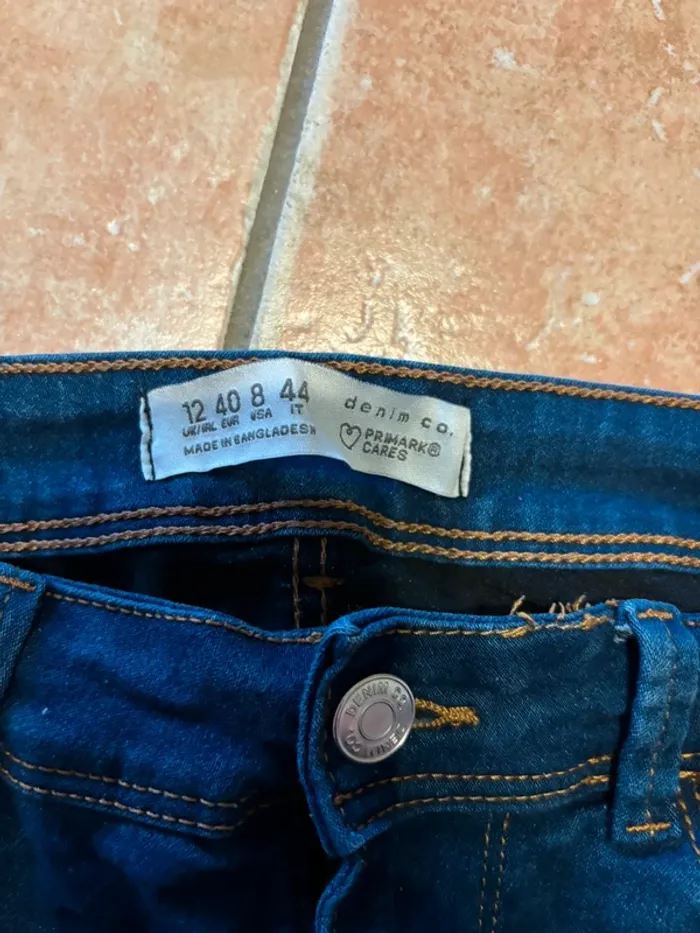 12 40 8 44
UK/IRL EUR USA IT
MADE IN BANGLADESH
denim co.
PRIMARK®
CARES
DENIM CO.